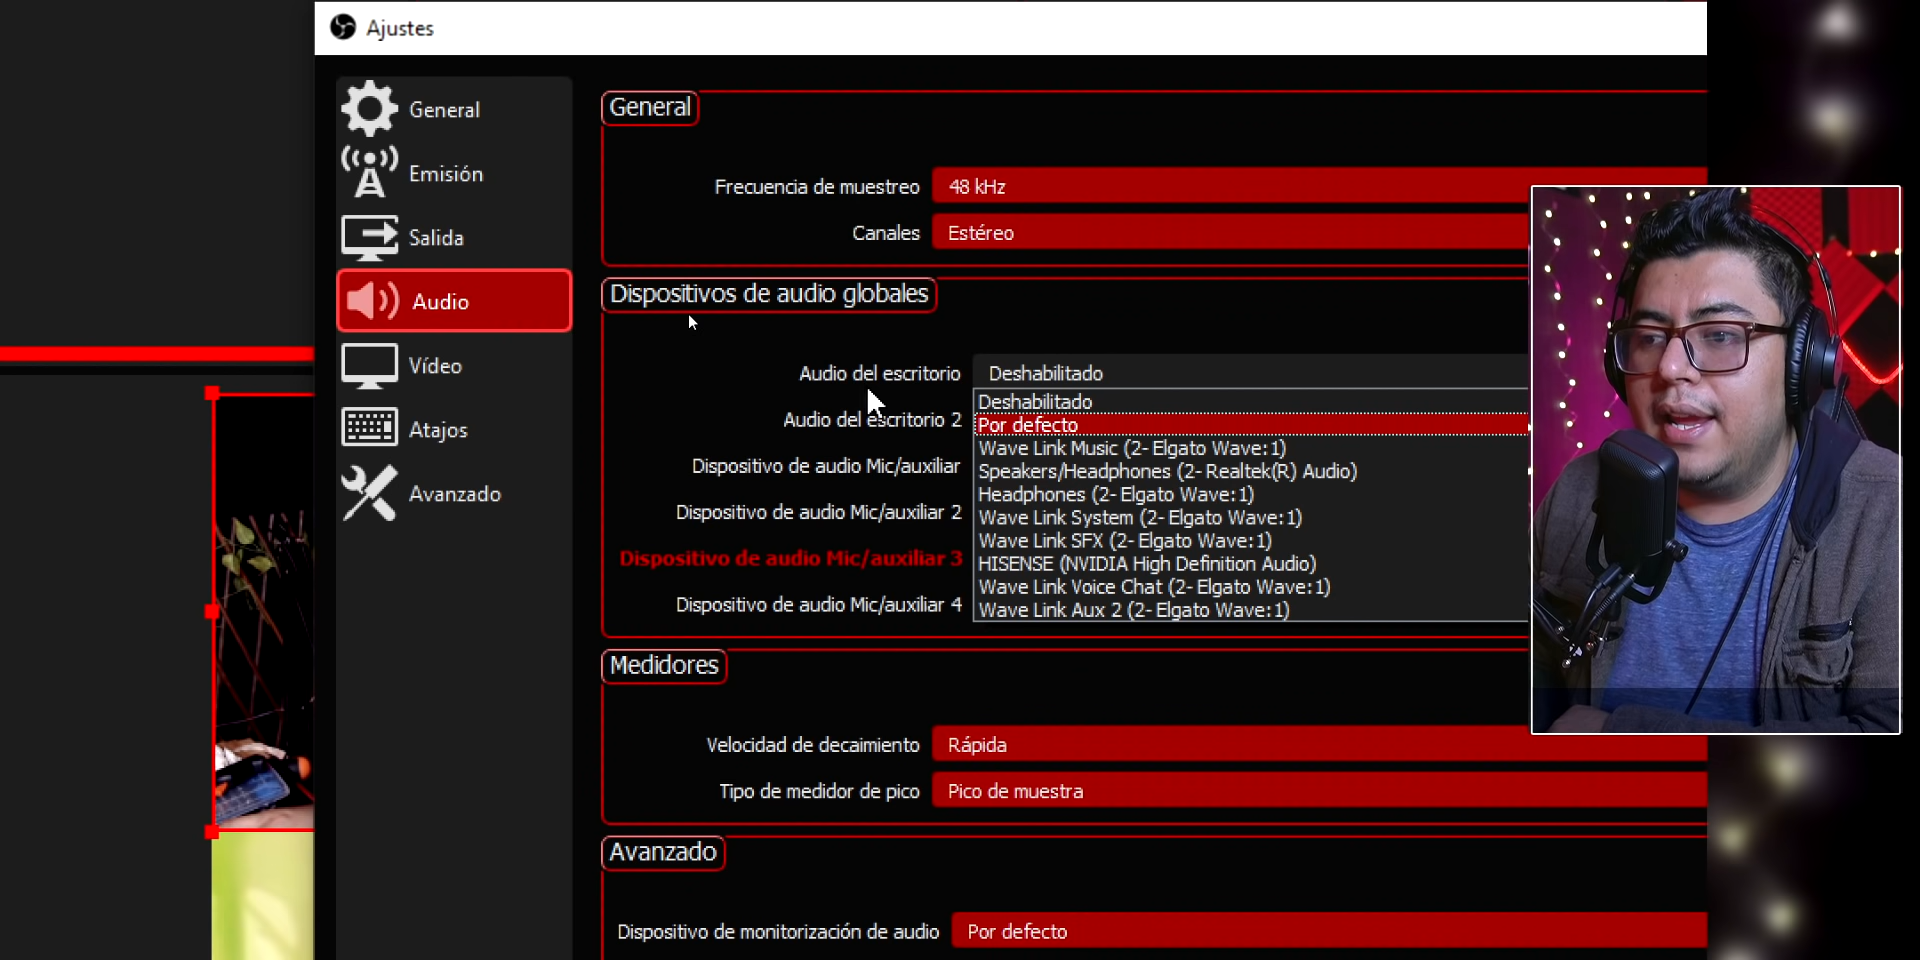 Ajustes
General
Emisión
Salida
Audio
Vídeo
Atajos
Avanzado
General
Frecuencia de muestreo 48 kHz
Canales Estéreo
Dispositivos de audio globales
Audio del escritorio Deshabilitado
Audio del escritorio 2
Dispositivo de audio Mic/auxiliar
Dispositivo de audio Mic/auxiliar 2
Dispositivo de audio Mic/auxiliar 3
Dispositivo de audio Mic/auxiliar 4
Deshabilitado
Por defecto
Wave Link Music (2- Elgato Wave:1)
Speakers/Headphones (2- Realtek(R) Audio)
Headphones (2- Elgato Wave:1)
Wave Link System (2- Elgato Wave:1)
Wave Link SFX (2- Elgato Wave:1)
HISENSE (NVIDIA High Definition Audio)
Wave Link Voice Chat (2- Elgato Wave:1)
Wave Link Aux 2 (2- Elgato Wave:1)
Medidores
Velocidad de decaimiento Rápida
Tipo de medidor de pico Pico de muestra
Avanzado
Dispositivo de monitorización de audio Por defecto